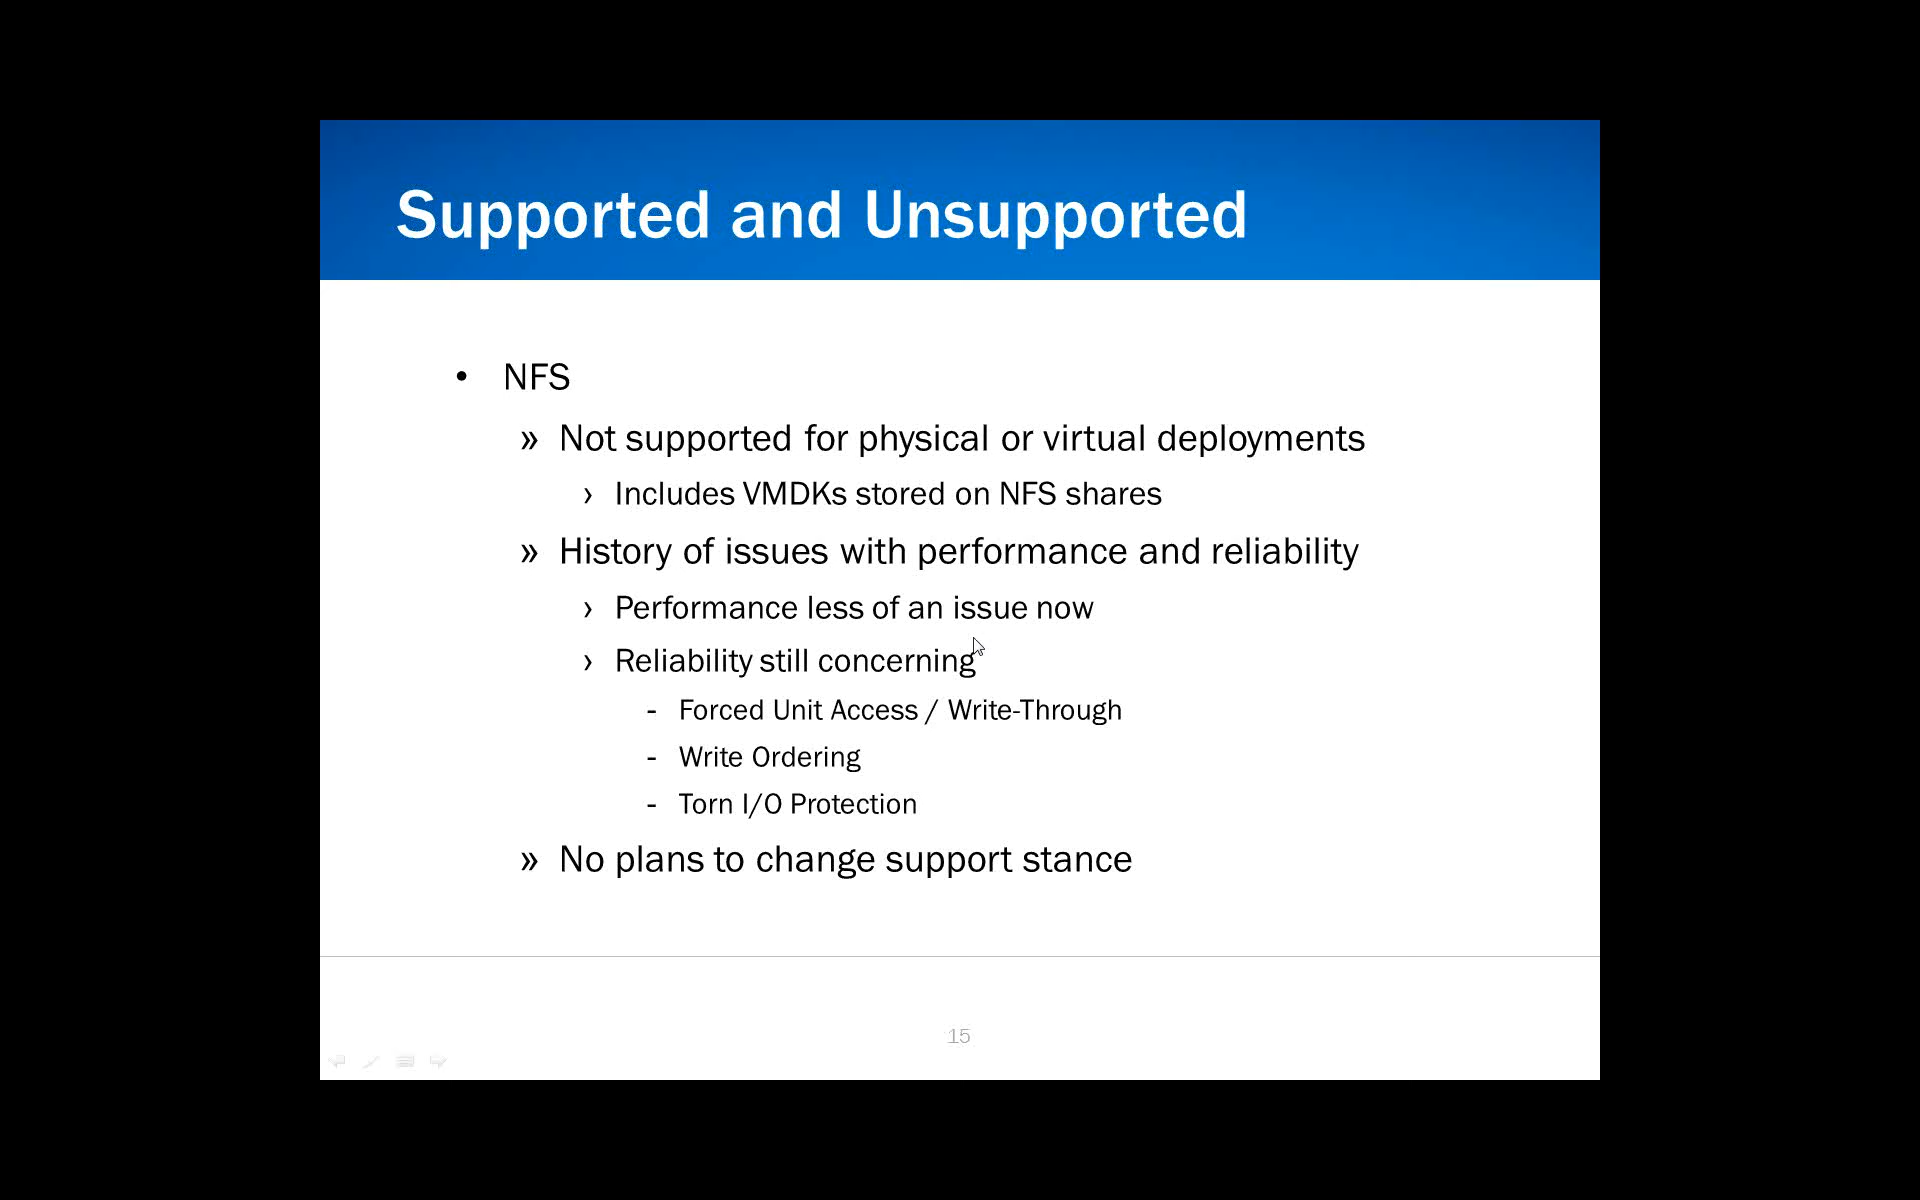 Supported and Unsupported
• NFS
» Not supported for physical or virtual deployments
› Includes VMDKs stored on NFS shares
» History of issues with performance and reliability
› Performance less of an issue now
› Reliability still concerning
- Forced Unit Access / Write-Through
- Write Ordering
- Torn I/O Protection
» No plans to change support stance
15